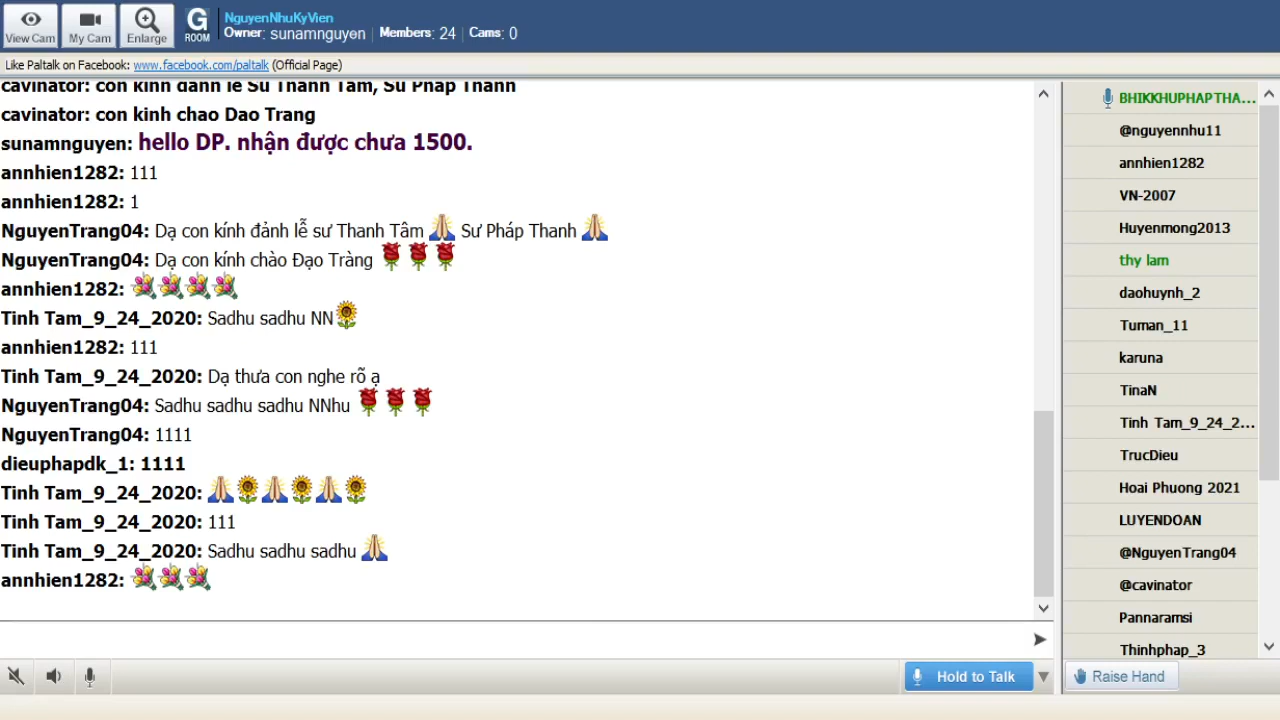 NguyenNhuKyVien
Owner: sunamnguyen Members: 24 Cams: 0
View Cam My Cam Enlarge G ROOM
Like Paltalk on Facebook: www.facebook.com/paltalk (Official Page)
cavinator: con kinh danh le Su Thanh Tam, Su Phap Thanh
cavinator: con kinh chao Dao Trang
sunamnguyen: hello DP. nhận được chưa 1500.
annhien1282: 111
annhien1282: 1
NguyenTrang04: Dạ con kính đảnh lễ sư Thanh Tâm 🙏 Sư Pháp Thanh 🙏
NguyenTrang04: Dạ con kính chào Đạo Tràng 🌹🌹🌹
annhien1282: 💐💐💐💐
Tinh Tam_9_24_2020: Sadhu sadhu NN🌻
annhien1282: 111
Tinh Tam_9_24_2020: Dạ thưa con nghe rõ ạ
NguyenTrang04: Sadhu sadhu sadhu NNhu 🌹🌹🌹
NguyenTrang04: 1111
dieuphapdk_1: 1111
Tinh Tam_9_24_2020: 🙏🌻🙏🌻🙏🌻
Tinh Tam_9_24_2020: 111
Tinh Tam_9_24_2020: Sadhu sadhu sadhu 🙏
annhien1282: 💐💐💐
BHIKKHUPHAPTHA...
@nguyennhu11
annhien1282
VN-2007
Huyenmong2013
thy lam
daohuynh_2
Tuman_11
karuna
TinaN
Tinh Tam_9_24_2...
TrucDieu
Hoai Phuong 2021
LUYENDOAN
@NguyenTrang04
@cavinator
Pannaramsi
Thinhphap_3
Hold to Talk
Raise Hand